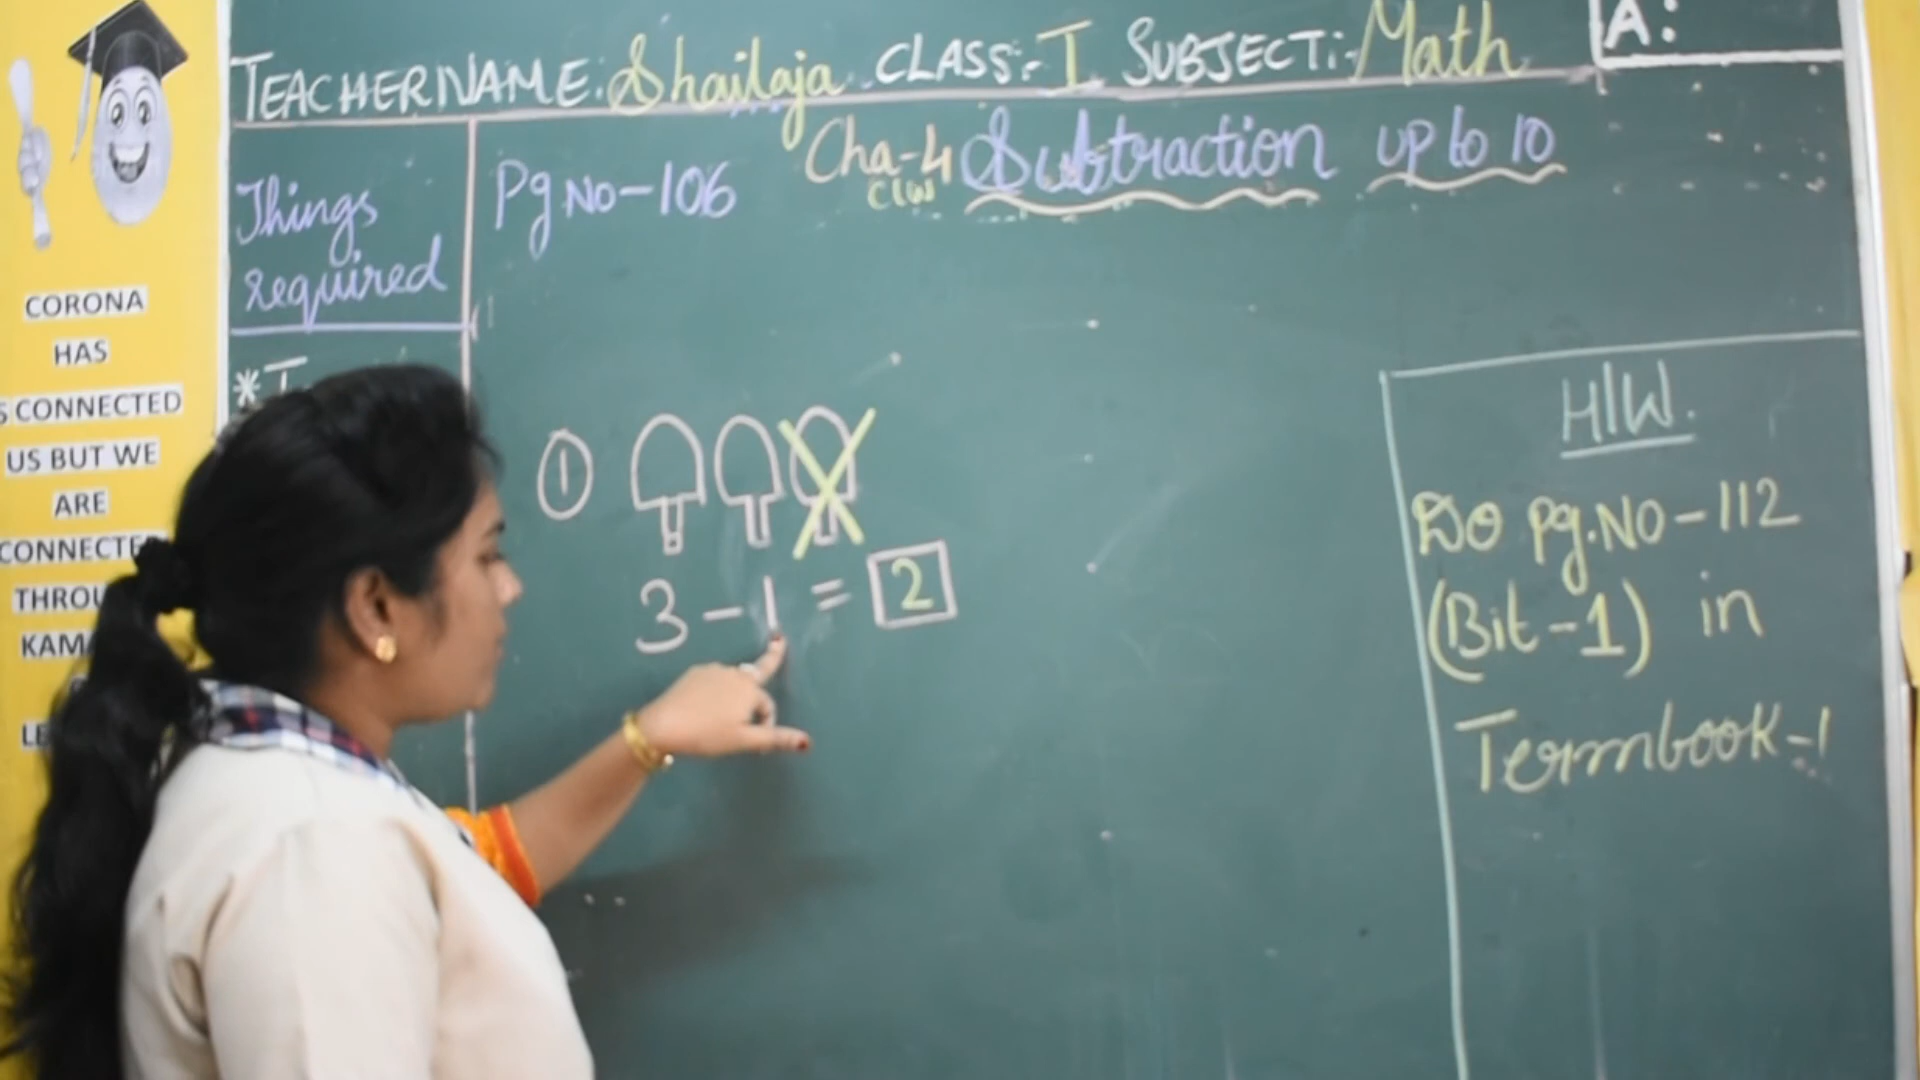 TEACHER NAME: Shailaja CLASS:- I SUBJECT:- Math
A:
Cha-4 Subtraction up to 10
C/W
Pg No-106
Things
required
*
①
3 - 1 = 2
H/W.
Do pg.No-112
(Bit-1) in
Termbook-1
CORONA
HAS
CONNECTED
US BUT WE
ARE